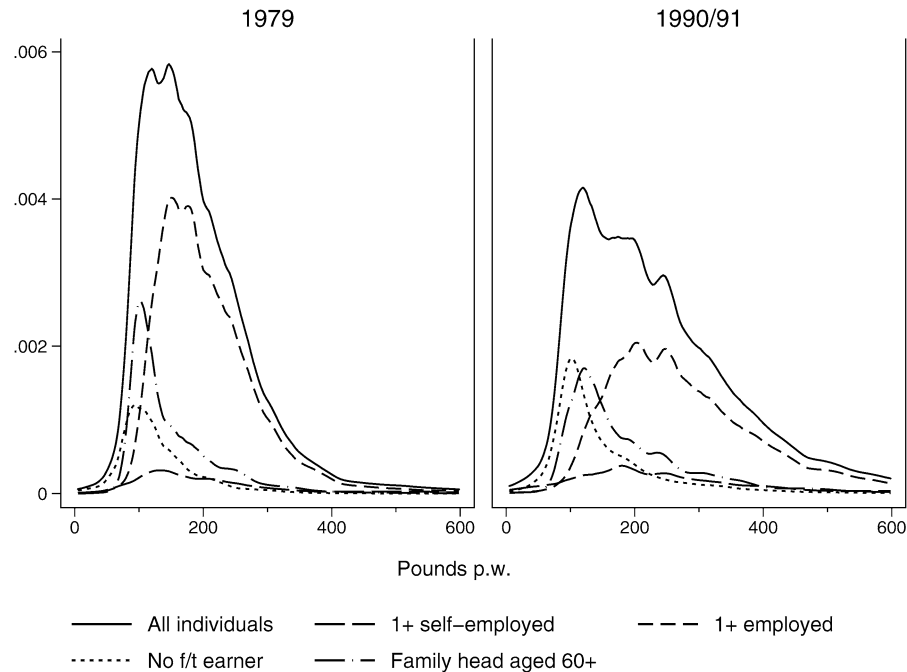 1979 1990/91
.006
.004
.002
0
0 200 400 600 0 200 400 600
Pounds p.w.
All individuals 1+ self−employed 1+ employed
No f/t earner Family head aged 60+